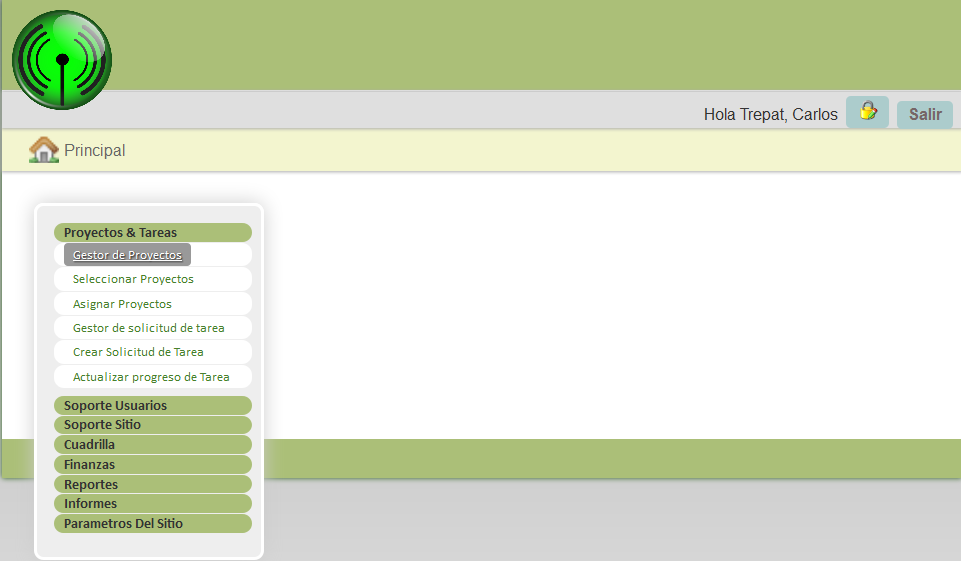 Hola Trepat, Carlos
Salir
Principal
Proyectos & Tareas
Gestor de Proyectos
Seleccionar Proyectos
Asignar Proyectos
Gestor de solicitud de tarea
Crear Solicitud de Tarea
Actualizar progreso de Tarea
Soporte Usuarios
Soporte Sitio
Cuadrilla
Finanzas
Reportes
Informes
Parametros Del Sitio